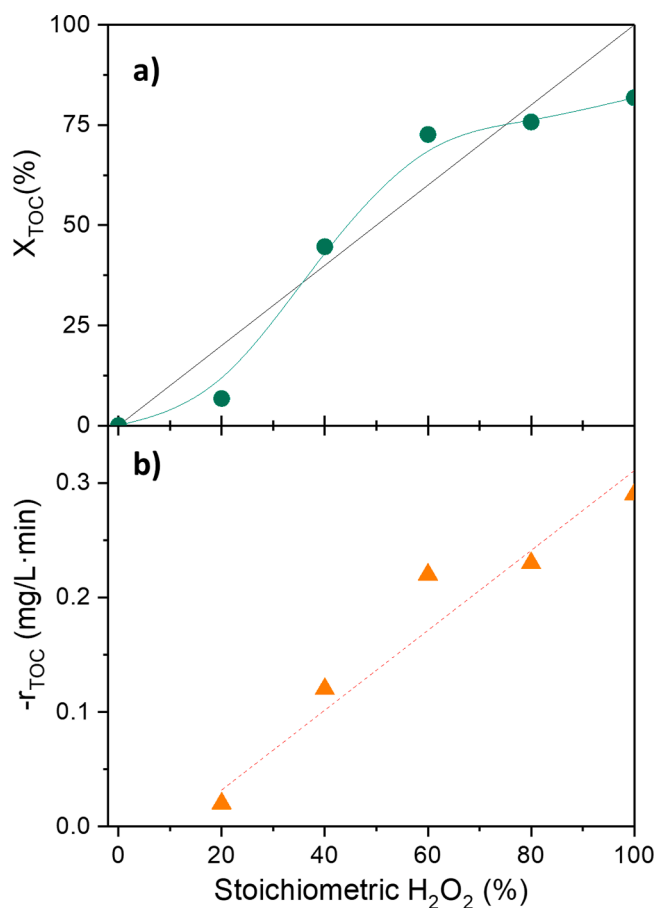 a)
X_TOC(%)
100
75
50
25
0
b)
-r_TOC (mg/L·min)
0.3
0.2
0.1
0.0
0 20 40 60 80 100
Stoichiometric H₂O₂ (%)